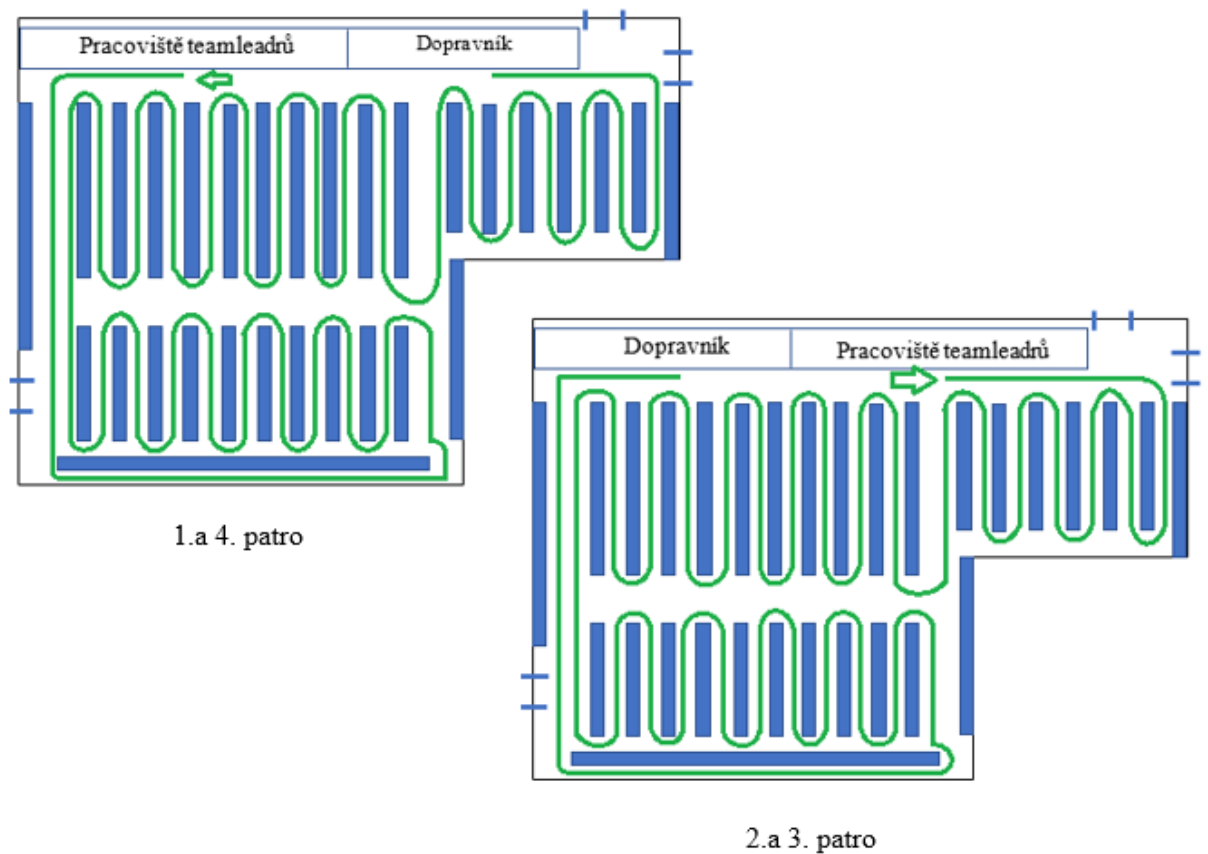 Pracoviště teamleadrů
Dopravník
1.a 4. patro
Dopravník
Pracoviště teamleadrů
2.a 3. patro